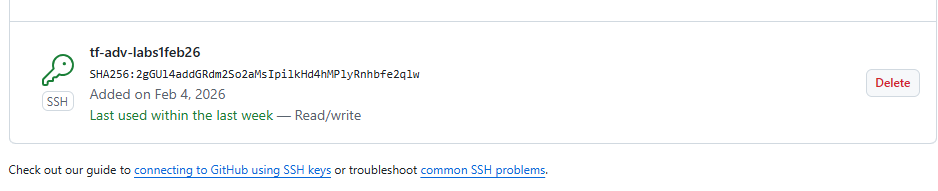 tf-adv-labs1feb26
SHA256:2gGUl4addGRdm2So2aMsIpilkHd4hMPlyRnhbfe2qlw
Added on Feb 4, 2026
SSH
Last used within the last week — Read/write
Delete
Check out our guide to connecting to GitHub using SSH keys or troubleshoot common SSH problems.